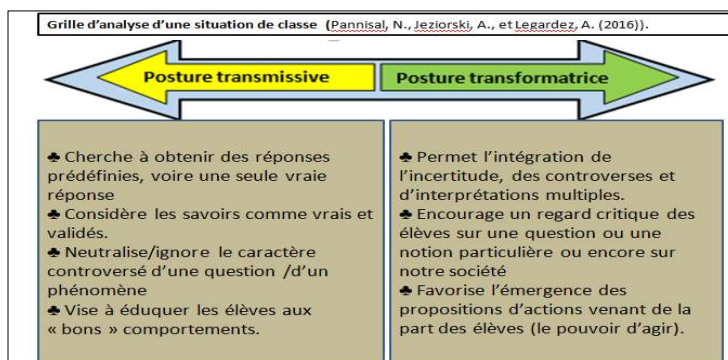 Grille d'analyse d'une situation de classe (Pannisal, N., Jeziorski, A., et Legardez, A. (2016)).
Posture transmissive
Posture transformatrice
♣ Cherche à obtenir des réponses
prédéfinies, voire une seule vraie
réponse
♣ Considère les savoirs comme vrais et
validés.
♣ Neutralise/ignore le caractère
controversé d'une question /d'un
phénomène
♣ Vise à éduquer les élèves aux
« bons » comportements.
♣ Permet l'intégration de
l'incertitude, des controverses et
d'interprétations multiples.
♣ Encourage un regard critique des
élèves sur une question ou une
notion particulière ou encore sur
notre société
♣ Favorise l'émergence des
propositions d'actions venant de la
part des élèves (le pouvoir d'agir).